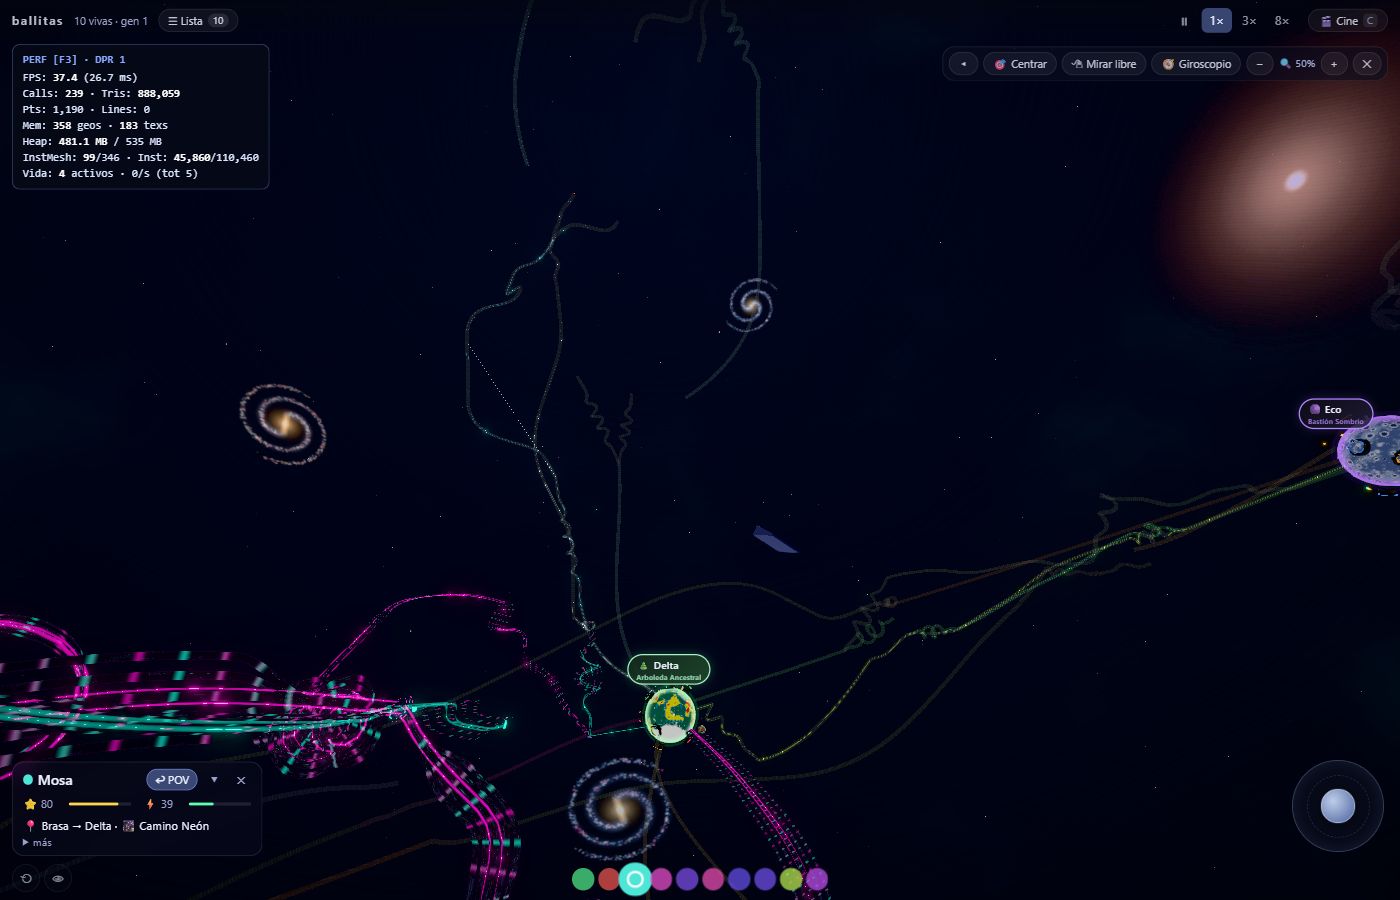 ballitas 10 vivas · gen 1 ☰ Lista 10
1× 3× 8× Cine C
PERF [F3] · DPR 1
FPS: 37.4 (26.7 ms)
Calls: 239 · Tris: 888,059
Pts: 1,190 · Lines: 0
Mem: 358 geos · 183 texs
Heap: 481.1 MB / 535 MB
InstMesh: 99/346 · Inst: 45,860/110,460
Vida: 4 activos · 0/s (tot 5)
Centrar Mirar libre Giroscopio − 50% + ✕
Eco
Bastión Sombrío
Delta
Arboleda Ancestral
Mosa ↩ POV ▼ ✕
80 39
Brasa → Delta · Camino Neón
▶ más